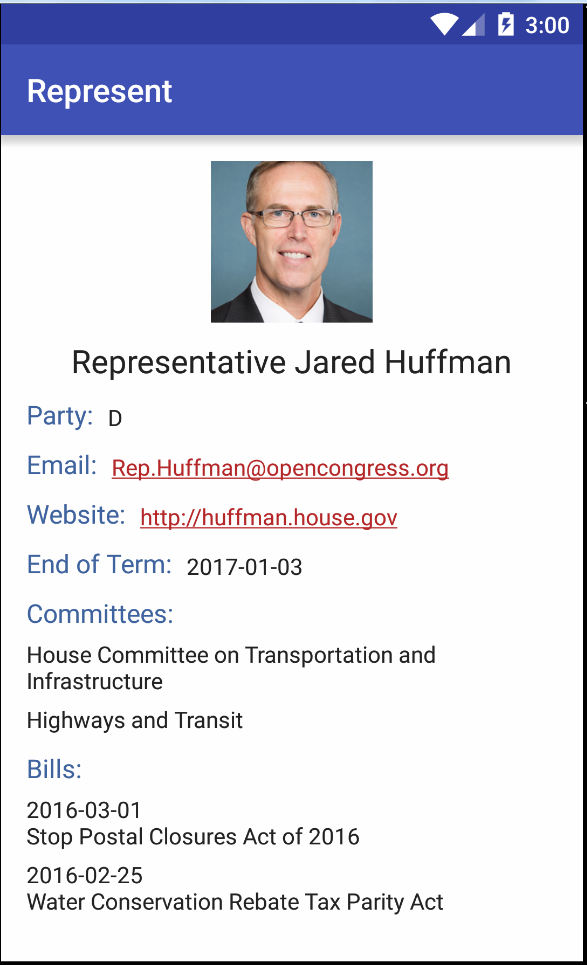 3:00
Represent
Representative Jared Huffman
Party: D
Email: Rep.Huffman@opencongress.org
Website: http://huffman.house.gov
End of Term: 2017-01-03
Committees:
House Committee on Transportation and
Infrastructure
Highways and Transit
Bills:
2016-03-01
Stop Postal Closures Act of 2016
2016-02-25
Water Conservation Rebate Tax Parity Act